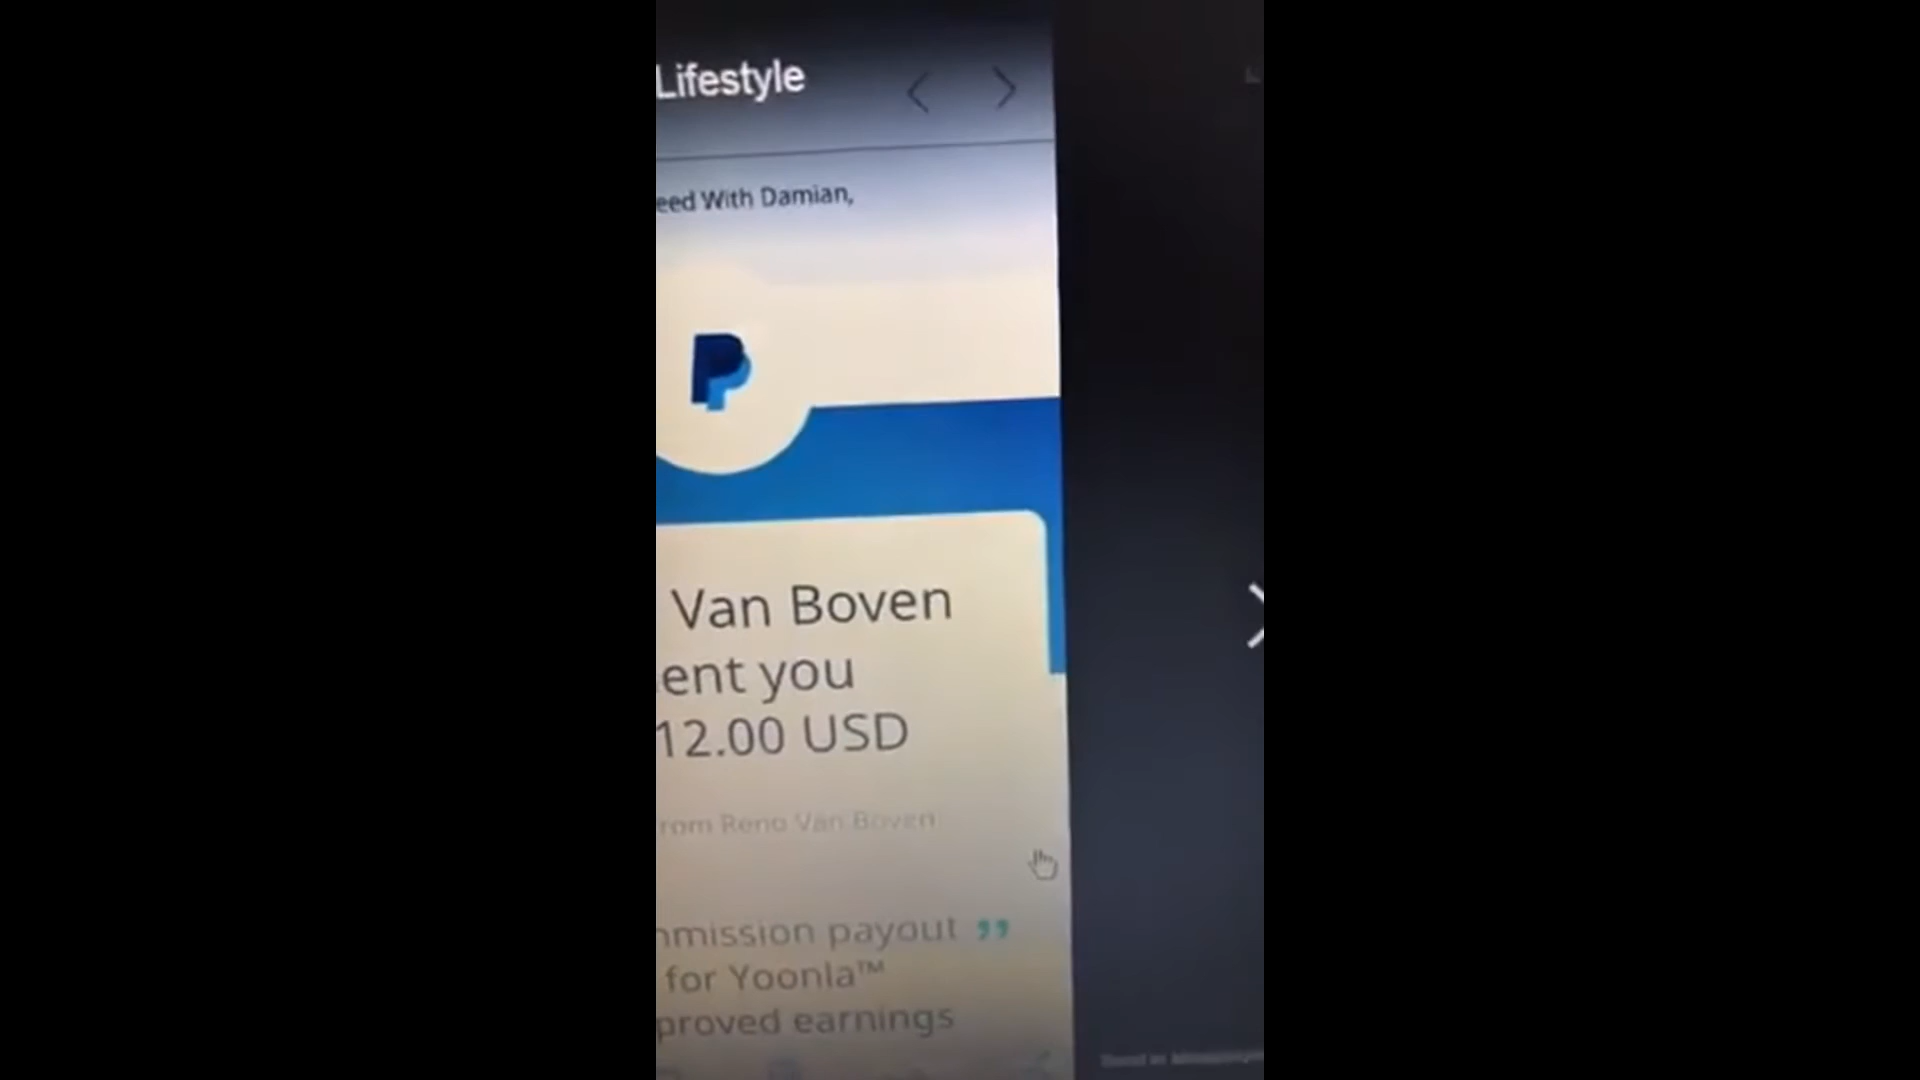 Lifestyle
eed With Damian,
Van Boven
ent you
12.00 USD
rom Reno Van Boven
mmission payout ”
for Yoonla™
proved earnings